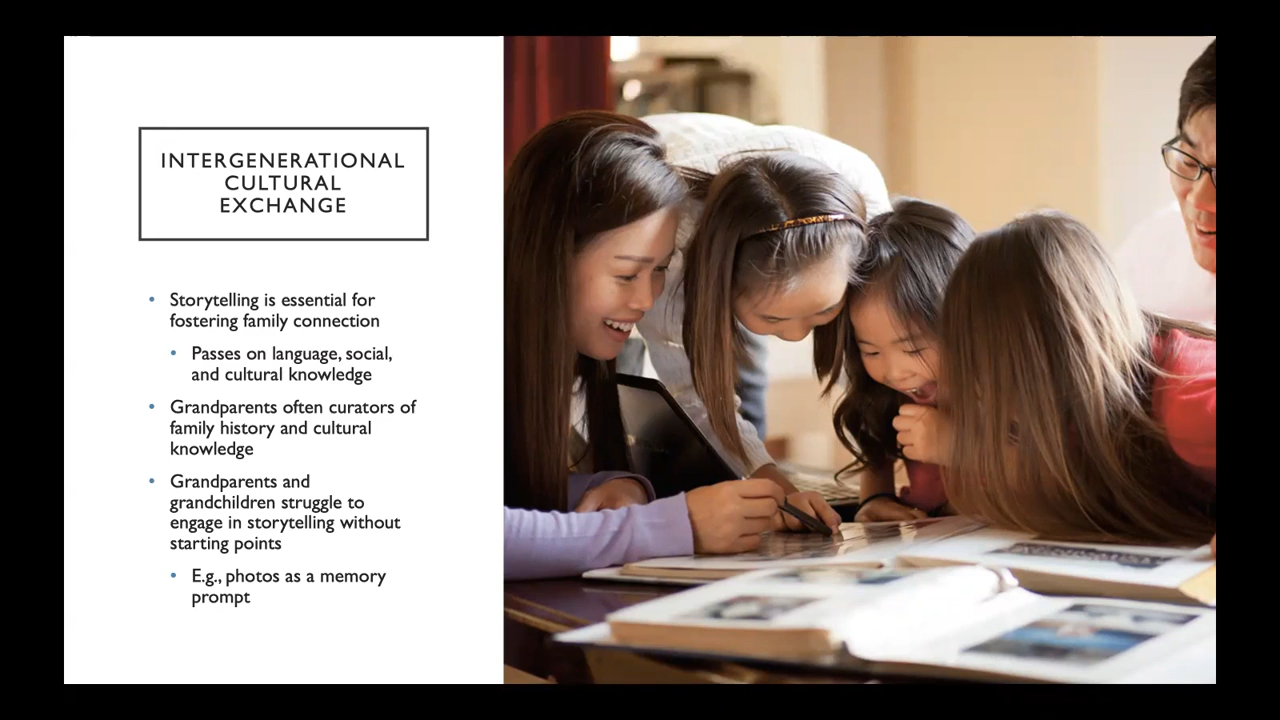 INTERGENERATIONAL
CULTURAL
EXCHANGE
• Storytelling is essential for
fostering family connection
• Passes on language, social,
and cultural knowledge
• Grandparents often curators of
family history and cultural
knowledge
• Grandparents and
grandchildren struggle to
engage in storytelling without
starting points
• E.g., photos as a memory
prompt